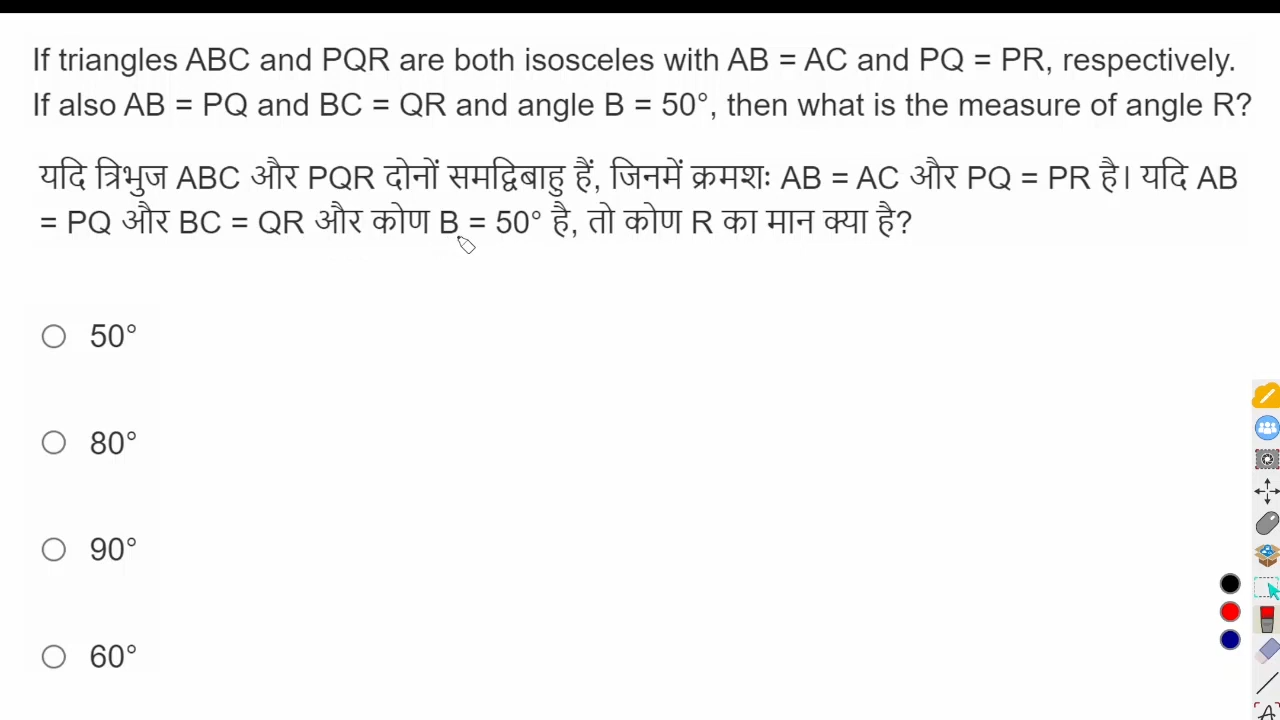 If triangles ABC and PQR are both isosceles with AB = AC and PQ = PR, respectively.
If also AB = PQ and BC = QR and angle B = 50°, then what is the measure of angle R?
यदि त्रिभुज ABC और PQR दोनों समद्विबाहु हैं, जिनमें क्रमशः AB = AC और PQ = PR है। यदि AB
= PQ और BC = QR और कोण B = 50° है, तो कोण R का मान क्या है?
50°
80°
90°
60°